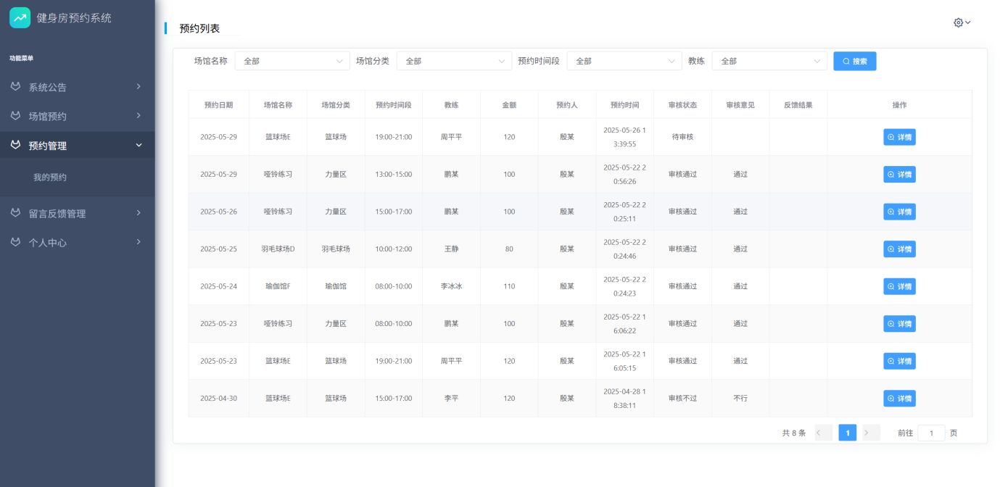 健身房预约系统
功能菜单
系统公告
场馆预约
预约管理
我的预约
留言反馈管理
个人中心
预约列表
场馆名称 全部 场馆分类 全部 预约时间段 全部 教练 全部 搜索
预约日期 场馆名称 场馆分类 预约时间段 教练 金额 预约人 预约时间 审核状态 审核意见 反馈结果 操作
2025-05-29 篮球场E 篮球场 19:00-21:00 周平平 120 殷某 2025-05-26 1
3:39:55 待审核 详情
2025-05-29 哑铃练习 力量区 13:00-15:00 鹏某 100 殷某 2025-05-22 2
0:56:26 审核通过 通过 详情
2025-05-26 哑铃练习 力量区 15:00-17:00 鹏某 100 殷某 2025-05-22 2
0:25:11 审核通过 通过 详情
2025-05-25 羽毛球场D 羽毛球场 10:00-12:00 王静 80 殷某 2025-05-22 2
0:24:46 审核通过 通过 详情
2025-05-24 瑜伽馆F 瑜伽馆 08:00-10:00 李冰冰 110 殷某 2025-05-22 2
0:24:23 审核通过 通过 详情
2025-05-23 哑铃练习 力量区 08:00-10:00 鹏某 100 殷某 2025-05-22 1
6:06:22 审核通过 通过 详情
2025-05-23 篮球场E 篮球场 19:00-21:00 周平平 120 殷某 2025-05-22 1
6:05:15 审核通过 通过 详情
2025-04-30 篮球场E 篮球场 15:00-17:00 李平 120 殷某 2025-04-28 1
8:38:11 审核不过 不行 详情
共 8 条 1 前往 1 页